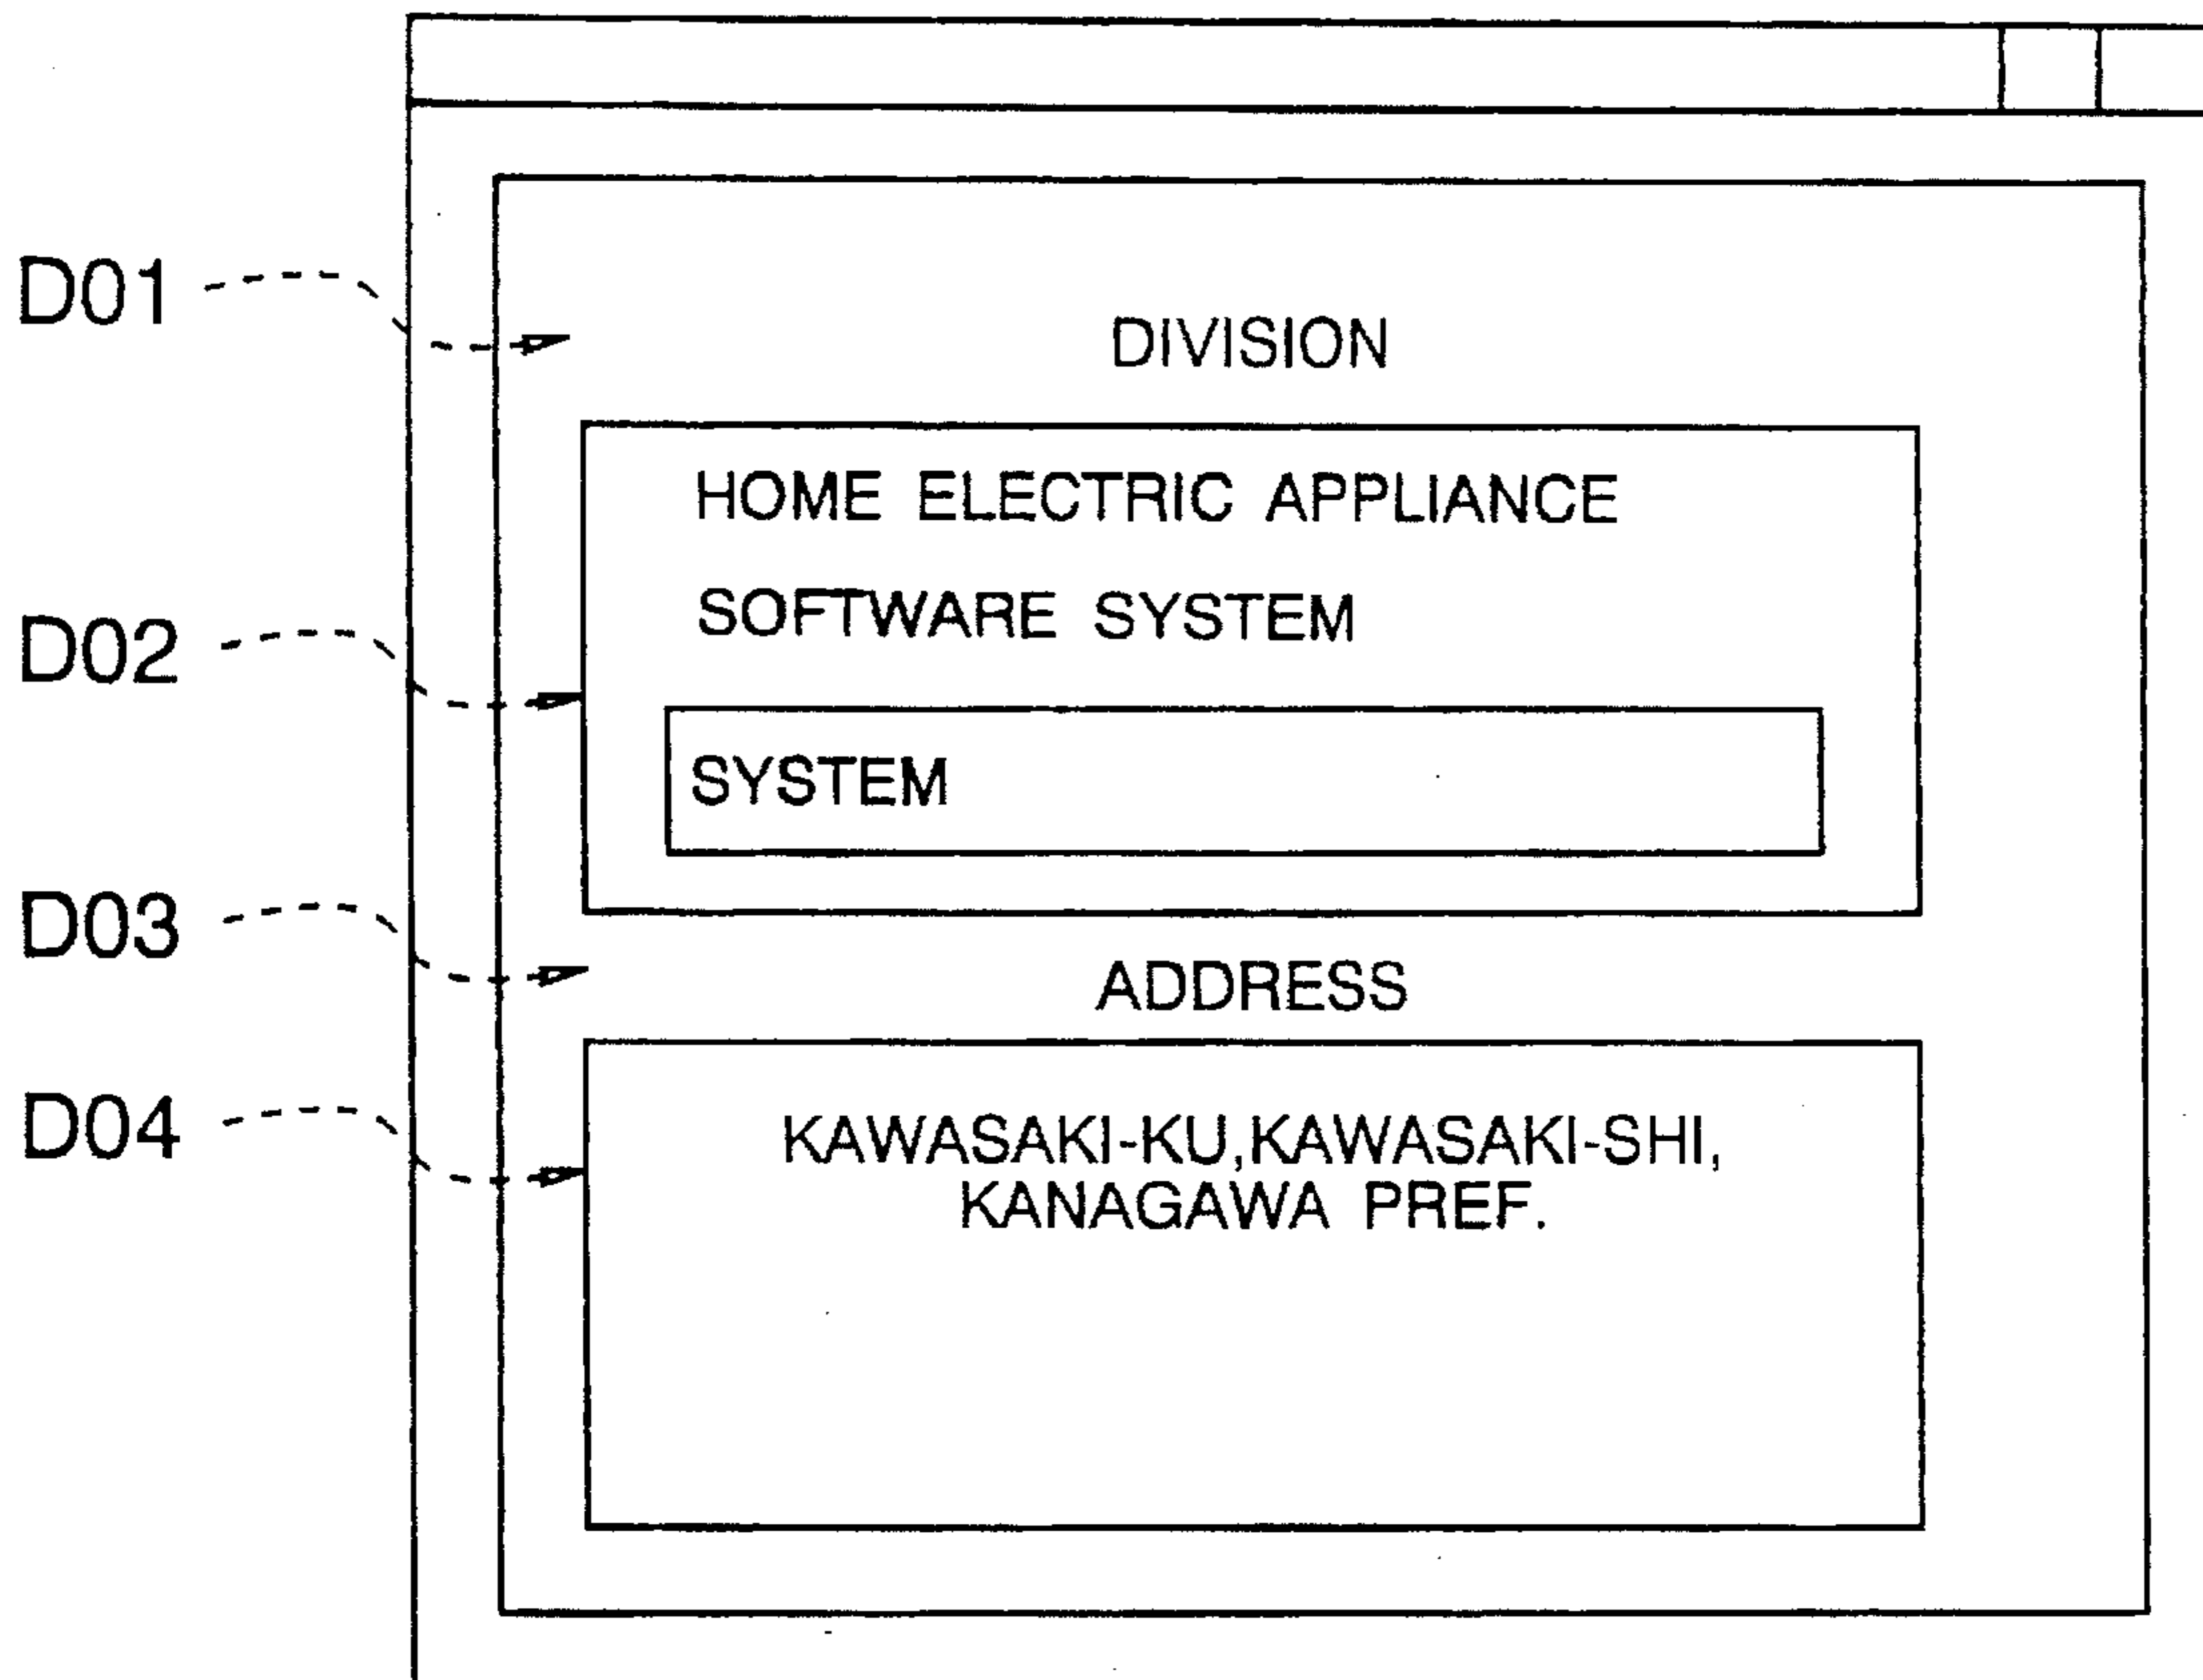 D01
DIVISION
HOME ELECTRIC APPLIANCE
SOFTWARE SYSTEM
D02
SYSTEM
D03
ADDRESS
D04
KAWASAKI-KU,KAWASAKI-SHI,
KANAGAWA PREF.